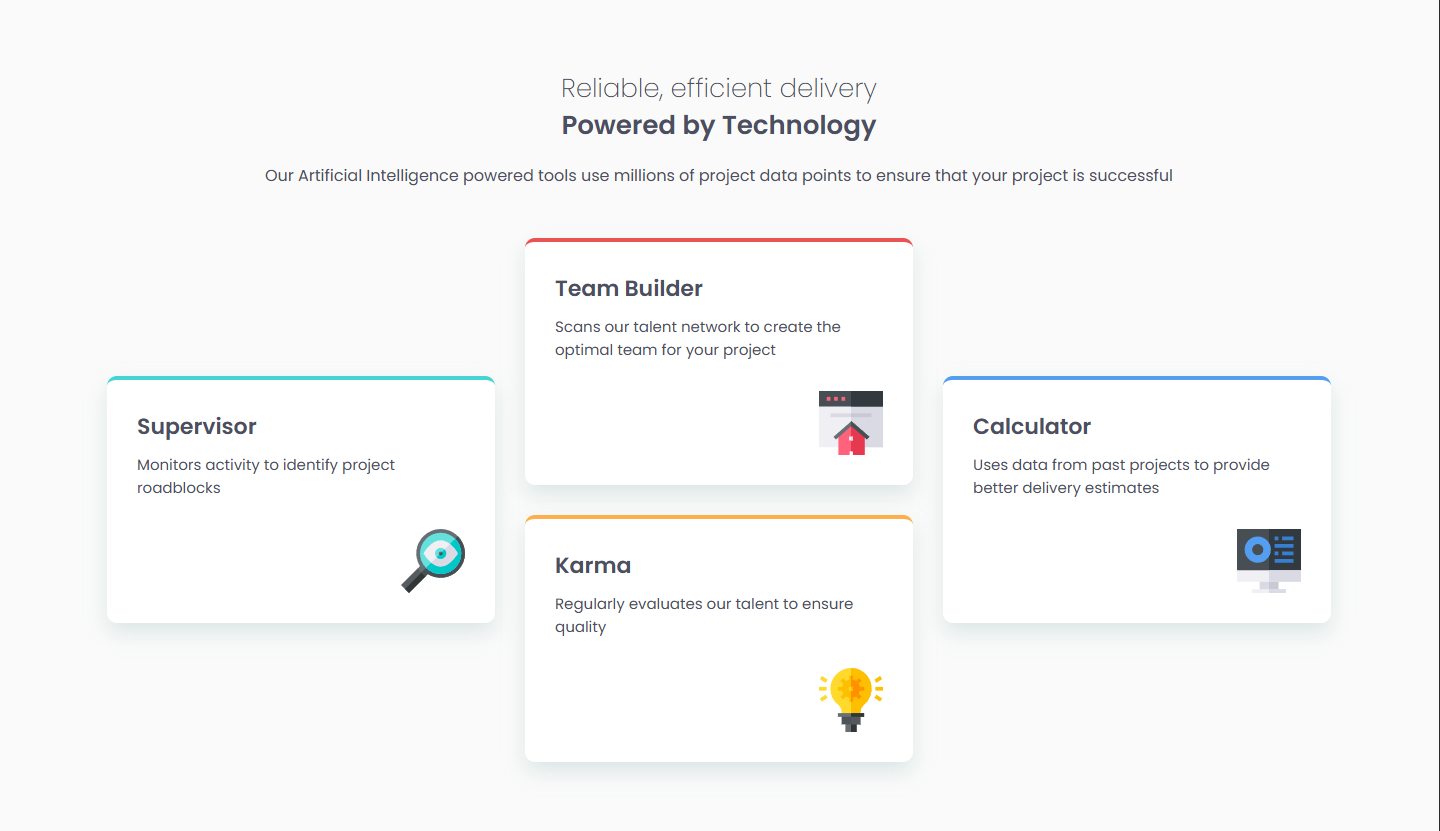 Reliable, efficient delivery
Powered by Technology
Our Artificial Intelligence powered tools use millions of project data points to ensure that your project is successful
Supervisor
Monitors activity to identify project
roadblocks
Team Builder
Scans our talent network to create the
optimal team for your project
Karma
Regularly evaluates our talent to ensure
quality
Calculator
Uses data from past projects to provide
better delivery estimates